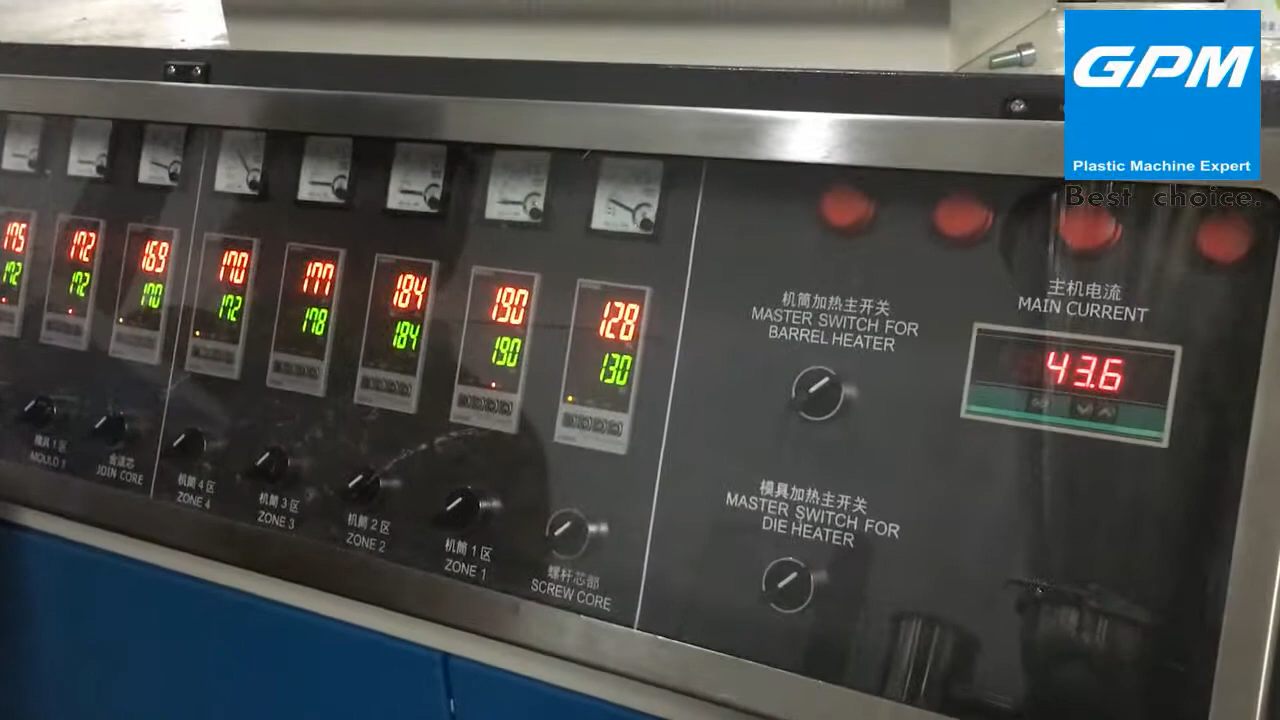 GPM
Plastic Machine Expert
Best choice.
175
172
172
172
169
170
170
172
177
178
184
184
190
190
128
130
模具1区
MOULD 1
合流芯
JOIN CORE
机筒4区
ZONE 4
机筒3区
ZONE 3
机筒2区
ZONE 2
机筒1区
ZONE 1
螺杆芯部
SCREW CORE
机筒加热主开关
MASTER SWITCH FOR
BARREL HEATER
模具加热主开关
MASTER SWITCH FOR
DIE HEATER
主机电流
MAIN CURRENT
43.6